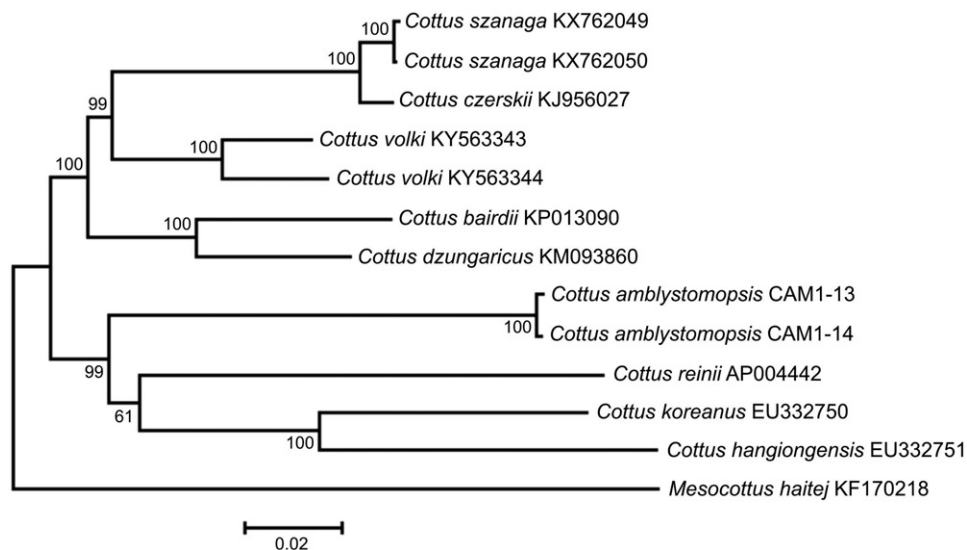 Cottus szanaga KX762049
100
Cottus szanaga KX762050
100
Cottus czerskii KJ956027
99
Cottus volki KY563343
100
100
Cottus volki KY563344
Cottus bairdii KP013090
100
Cottus dzungaricus KM093860
Cottus amblystomopsis CAM1-13
100
Cottus amblystomopsis CAM1-14
99
Cottus reinii AP004442
61
Cottus koreanus EU332750
100
Cottus hangiongensis EU332751
Mesocottus haitej KF170218
0.02